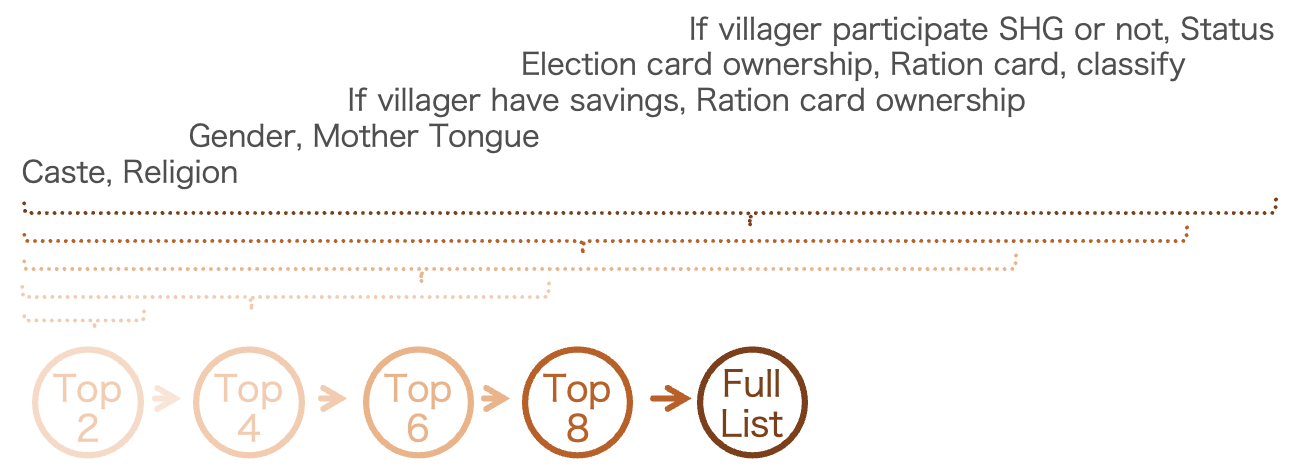 If villager participate SHG or not, Status
Election card ownership, Ration card, classify
If villager have savings, Ration card ownership
Gender, Mother Tongue
Caste, Religion
Top
2
Top
4
Top
6
Top
8
Full
List